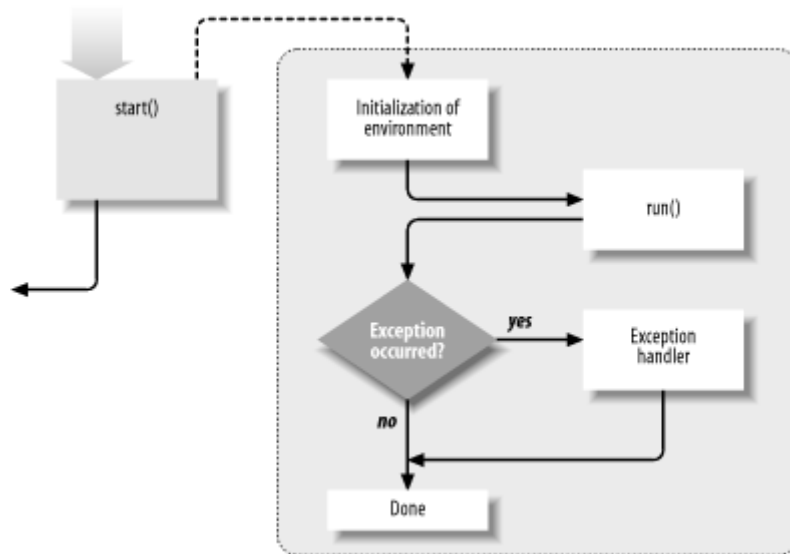 start()
Initialization of
environment
run()
Exception
occurred?
yes
Exception
handler
no
Done